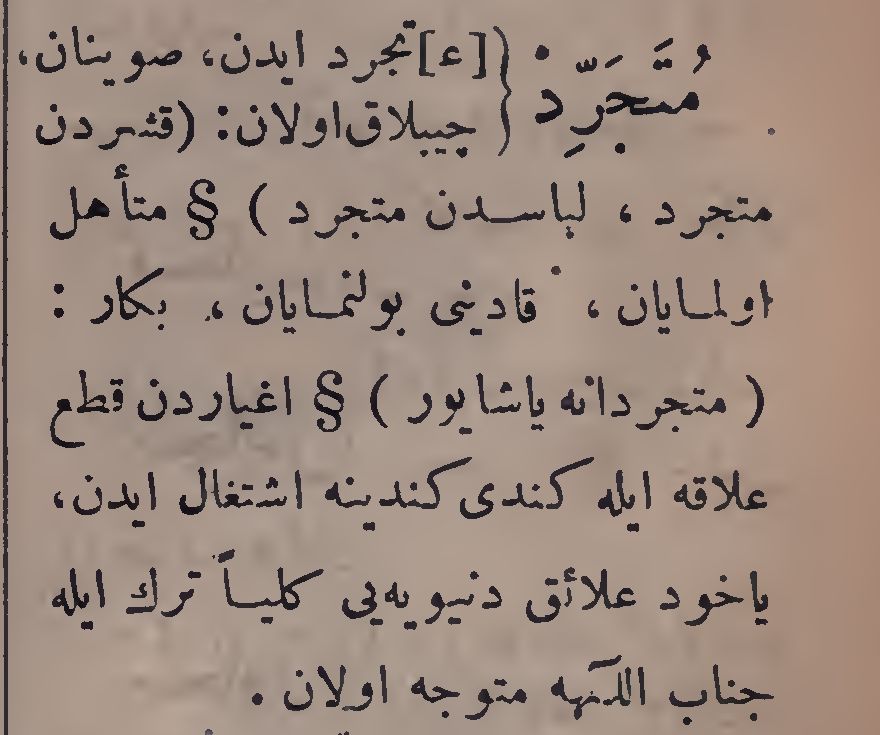 مُتَجَرِّد· {[ع] تجرد ایدن، صوینان،
چیپلاق اولان: (قشردن
متجرد ، لباسدن متجرد ) § متأهل
اولمایان ، قادینی بولنمایان ، بکار :
( متجردانه یاشایور ) § اغیاردن قطع
علاقه ایله کندی کندینه اشتغال ایدن،
یاخود علائق دنیویه‌یی کلیاً ترك ایله
جناب اللّٰهه متوجه اولان .